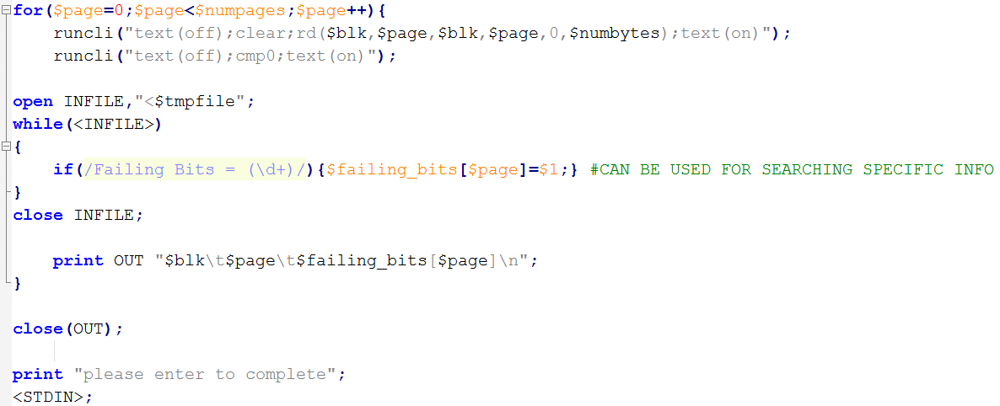 for($page=0;$page<$numpages;$page++){
runcli("text(off);clear;rd($blk,$page,$blk,$page,0,$numbytes);text(on)");
runcli("text(off);cmp0;text(on)");
open INFILE,"<$tmpfile";
while(<INFILE>)
{
if(/Failing Bits = (\d+)/){$failing_bits[$page]=$1;} #CAN BE USED FOR SEARCHING SPECIFIC INFO
}
close INFILE;
print OUT "$blk\t$page\t$failing_bits[$page]\n";
}
close(OUT);
print "please enter to complete";
<STDIN>;